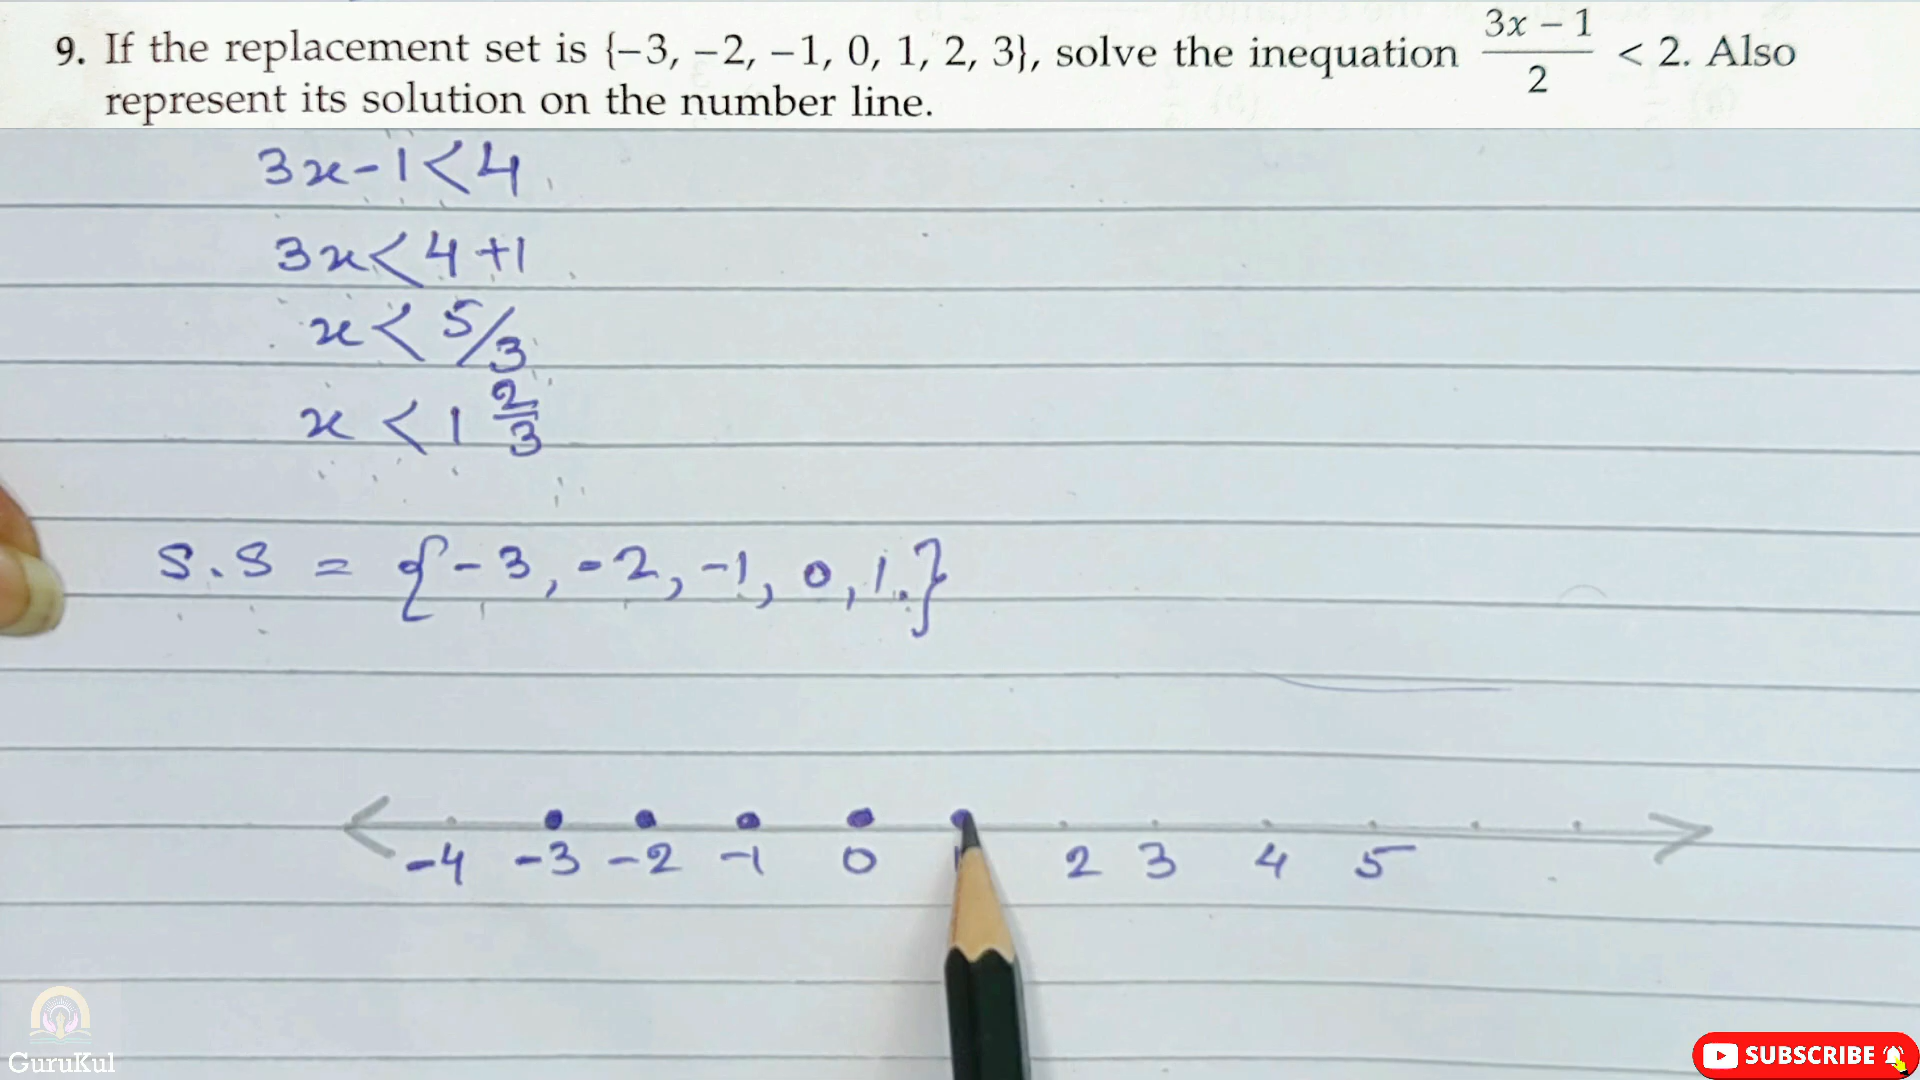 9. If the replacement set is {−3, −2, −1, 0, 1, 2, 3}, solve the inequation (3x − 1)/2 < 2. Also
represent its solution on the number line.
3x-1<4
3x<4+1
x<5/3
x<1 2/3
S.S = {-3, -2, -1, 0, 1.}
-4 -3 -2 -1 0 1 2 3 4 5
GuruKul
SUBSCRIBE